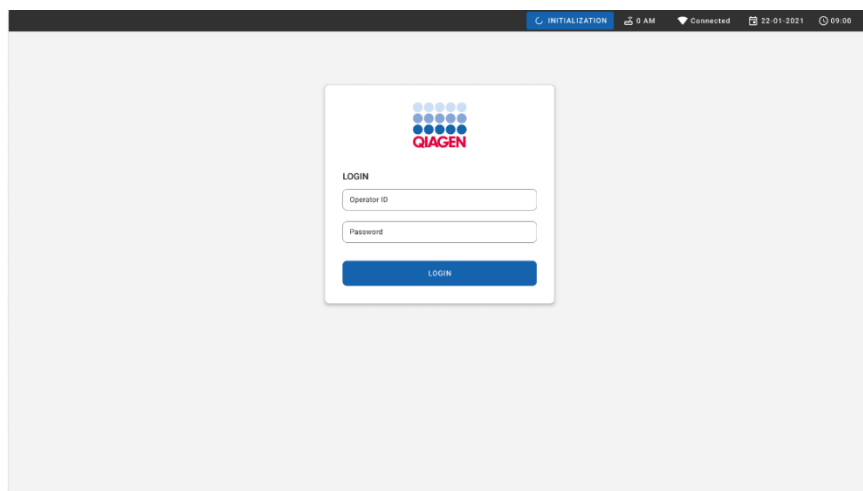 INITIALIZATION 0 AM Connected 22-01-2021 09:00
QIAGEN
LOGIN
Operator ID
Password
LOGIN